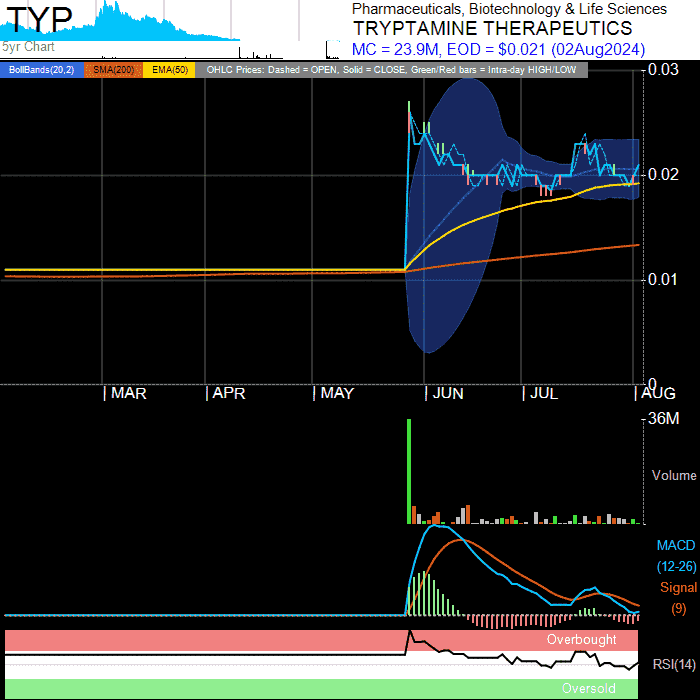 TYP
Pharmaceuticals, Biotechnology & Life Sciences
TRYPTAMINE THERAPEUTICS
5yr Chart
MC = 23.9M, EOD = $0.021 (02Aug2024)
BollBands(20,2) SMA(200) EMA(50) OHLC Prices: Dashed = OPEN, Solid = CLOSE, Green/Red bars = Intra-day HIGH/LOW
0.03
0.02
0.01
0
MAR APR MAY JUN JUL AUG
36M
Volume
MACD
(12-26)
Signal
(9)
Overbought
RSI(14)
Oversold